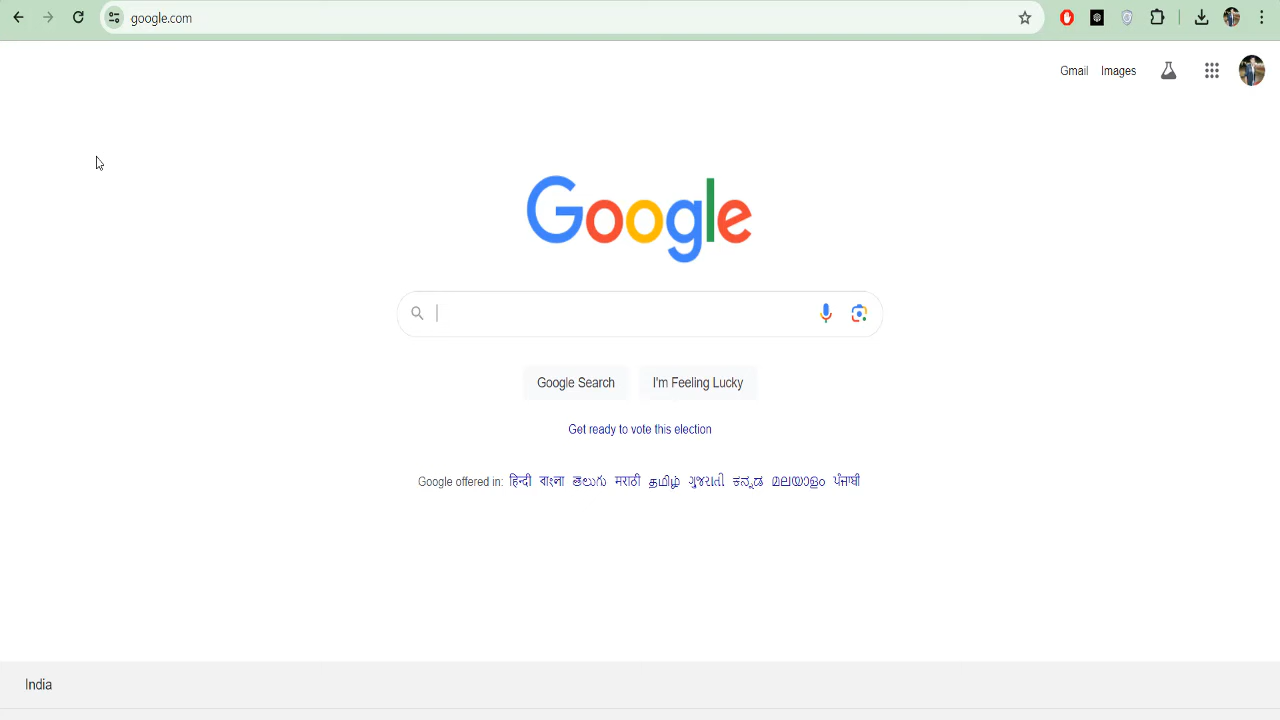 google.com
Gmail Images
Google
Google Search I'm Feeling Lucky
Get ready to vote this election
Google offered in: हिन्दी বাংলা తెలుగు मराठी தமிழ் ગુજરાતી ಕನ್ನಡ മലയാളം ਪੰਜਾਬੀ
India